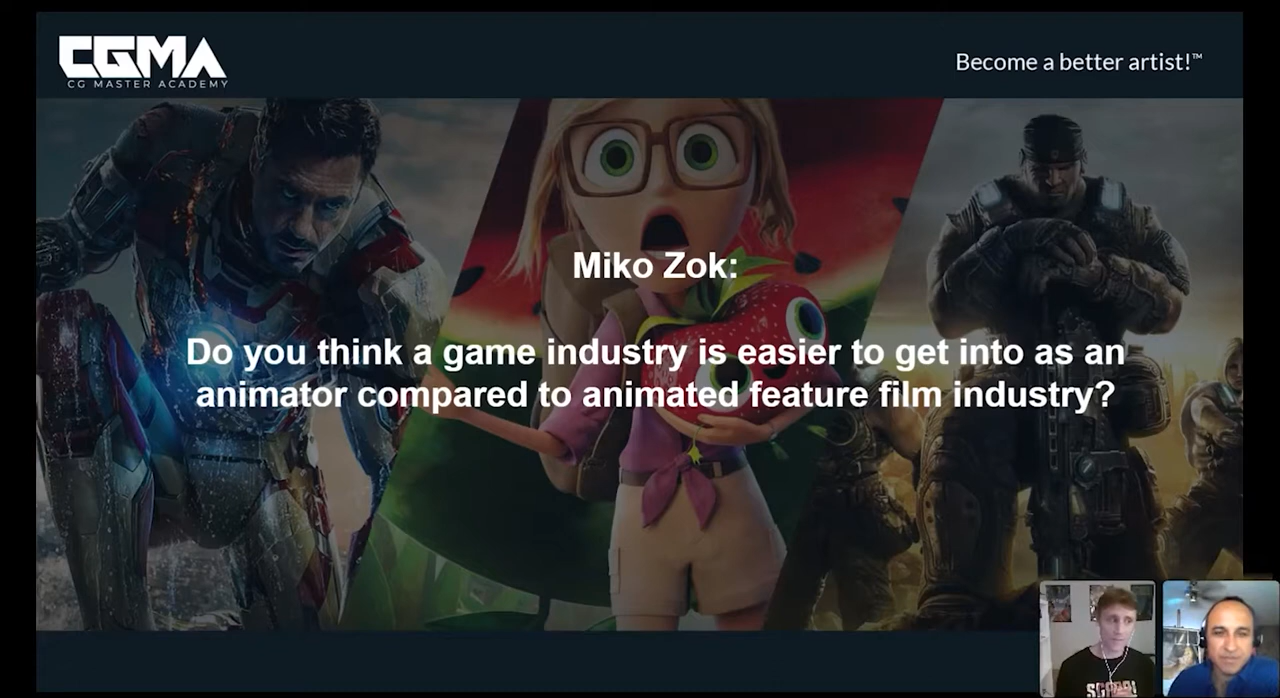 CGMA
CG MASTER ACADEMY
Become a better artist!™
Miko Zok:
Do you think a game industry is easier to get into as an
animator compared to animated feature film industry?